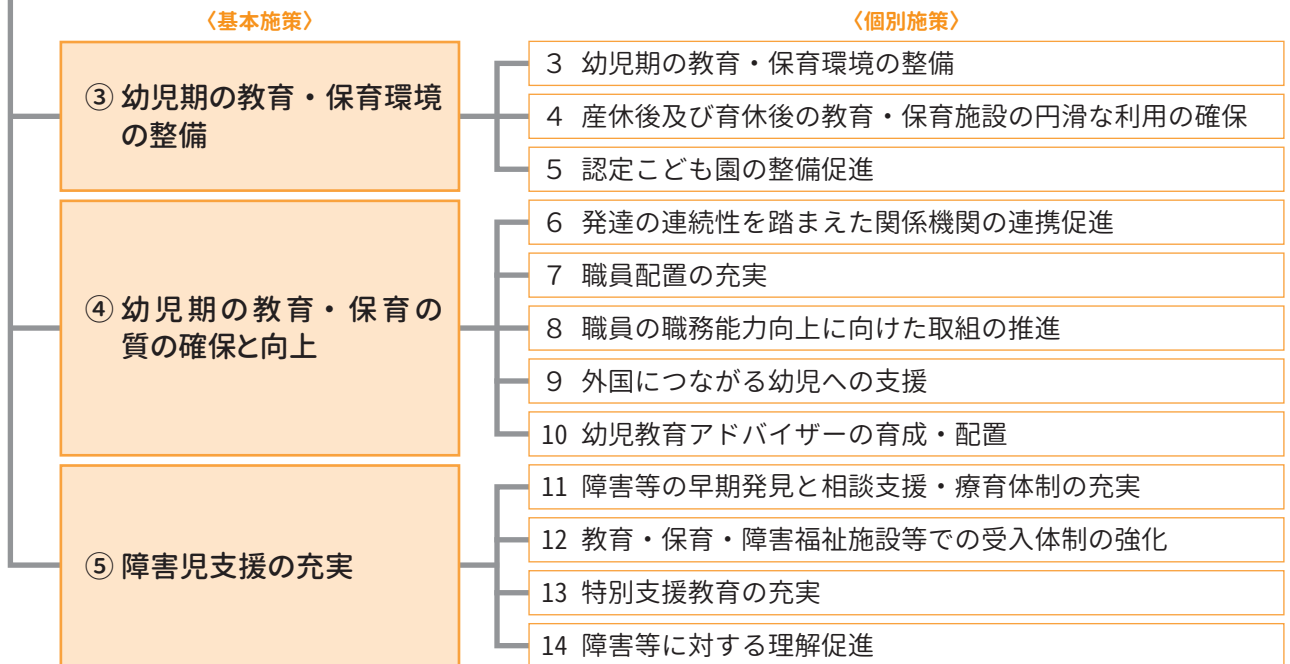 〈基本施策〉
〈個別施策〉
③ 幼児期の教育・保育環境
の整備
3 幼児期の教育・保育環境の整備
4 産休後及び育休後の教育・保育施設の円滑な利用の確保
5 認定こども園の整備促進
④ 幼児期の教育・保育の
質の確保と向上
6 発達の連続性を踏まえた関係機関の連携促進
7 職員配置の充実
8 職員の職務能力向上に向けた取組の推進
9 外国につながる幼児への支援
10 幼児教育アドバイザーの育成・配置
⑤ 障害児支援の充実
11 障害等の早期発見と相談支援・療育体制の充実
12 教育・保育・障害福祉施設等での受入体制の強化
13 特別支援教育の充実
14 障害等に対する理解促進